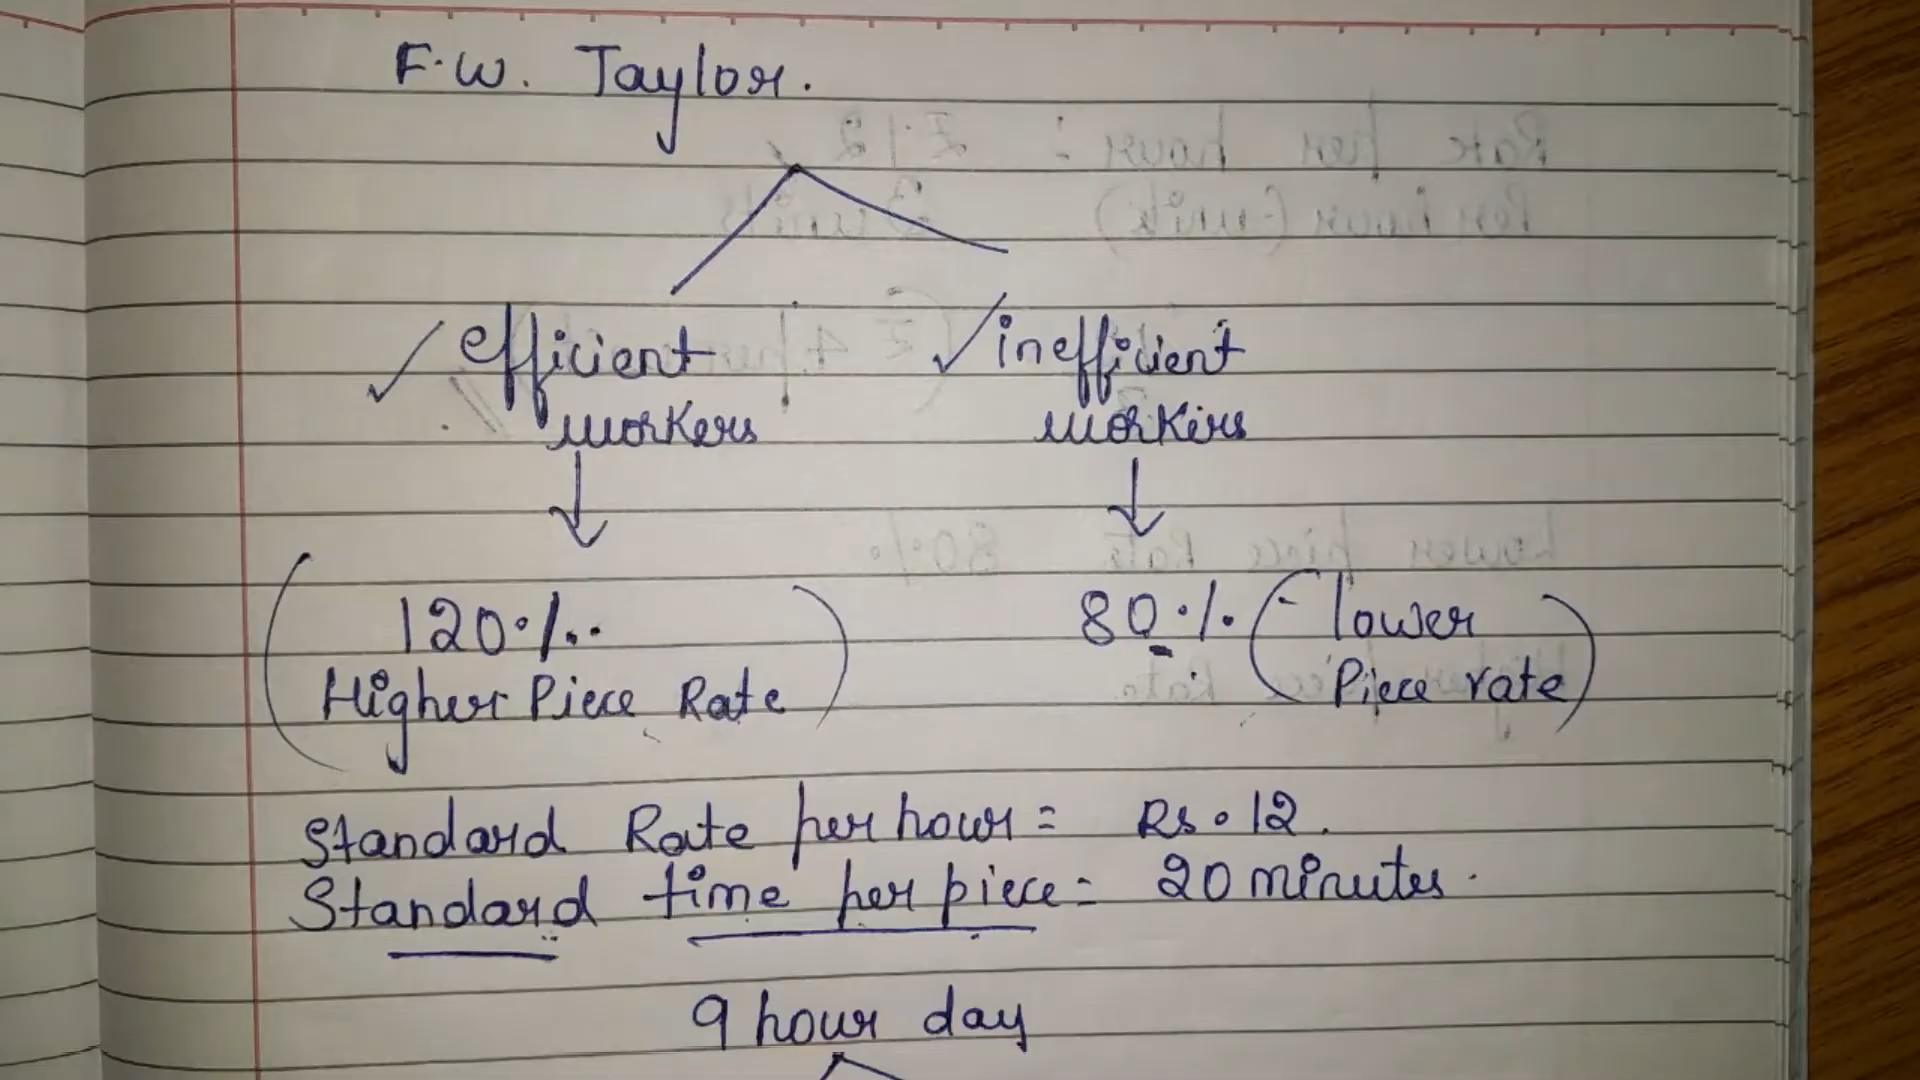 F.W. Taylor.
efficient workers
inefficient workers
120%.
Higher Piece Rate
80% (- lower Piece rate)
Standard Rate per hour = Rs. 12.
Standard time per piece = 20 minutes.
9 hour day